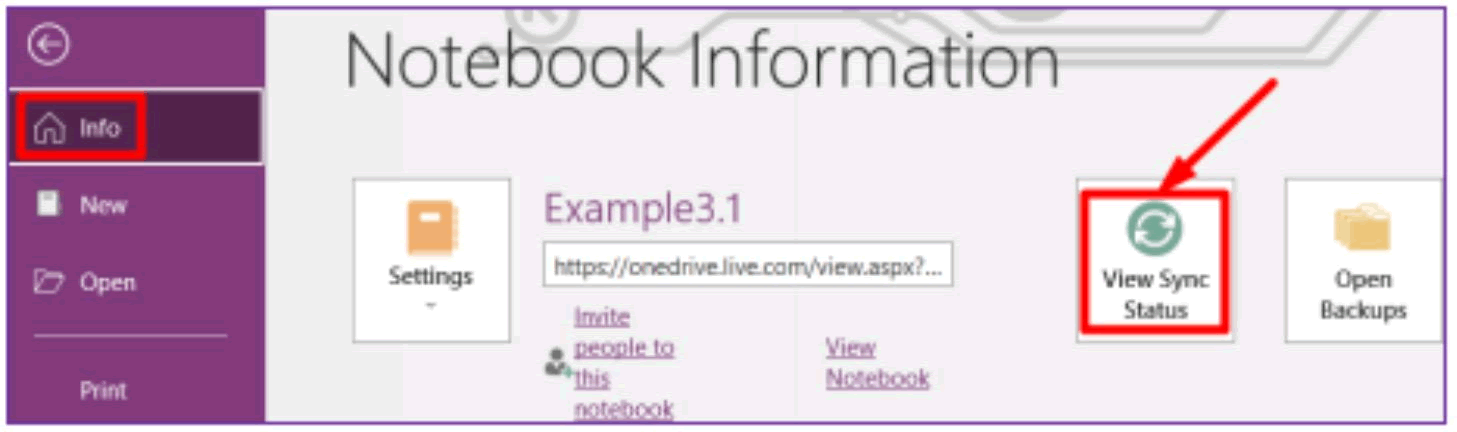 Notebook Information
Info
New
Open
Print
Settings
Example3.1
https://onedrive.live.com/view.aspx?...
Invite
people to
this
notebook
View
Notebook
View Sync
Status
Open
Backups